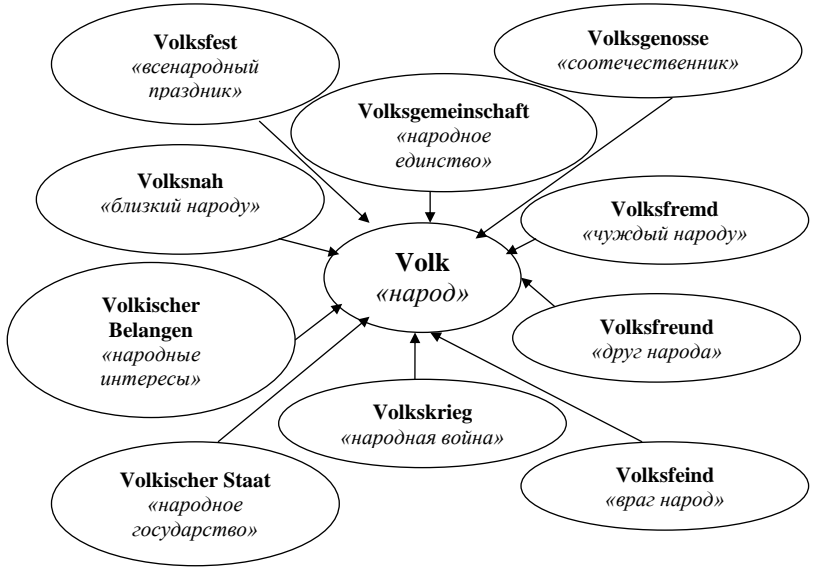 Volksfest
«всенародный
праздник»
Volksgenosse
«соотечественник»
Volksgemeinschaft
«народное
единство»
Volksnah
«близкий народу»
Volksfremd
«чуждый народу»
Volk
«народ»
Volkischer
Belangen
«народные
интересы»
Volksfreund
«друг народа»
Volkskrieg
«народная война»
Volkischer Staat
«народное
государство»
Volksfeind
«враг народ»